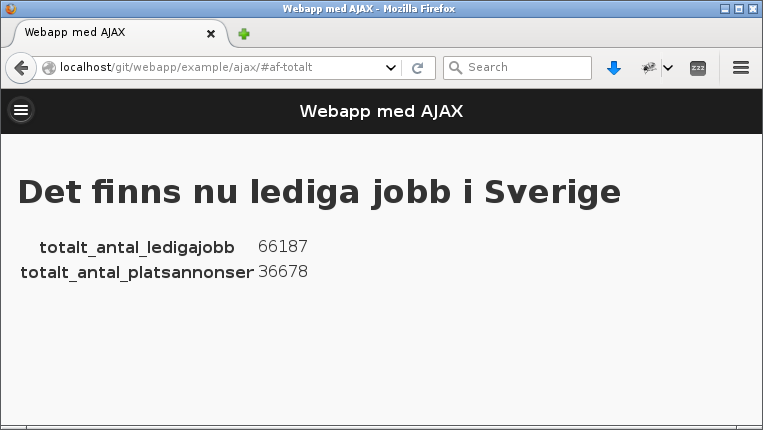 Webapp med AJAX - Mozilla Firefox
Webapp med AJAX
localhost/git/webapp/example/ajax/#af-totalt
Search
zzz
Webapp med AJAX
Det finns nu lediga jobb i Sverige
totalt_antal_ledigajobb 66187
totalt_antal_platsannonser 36678